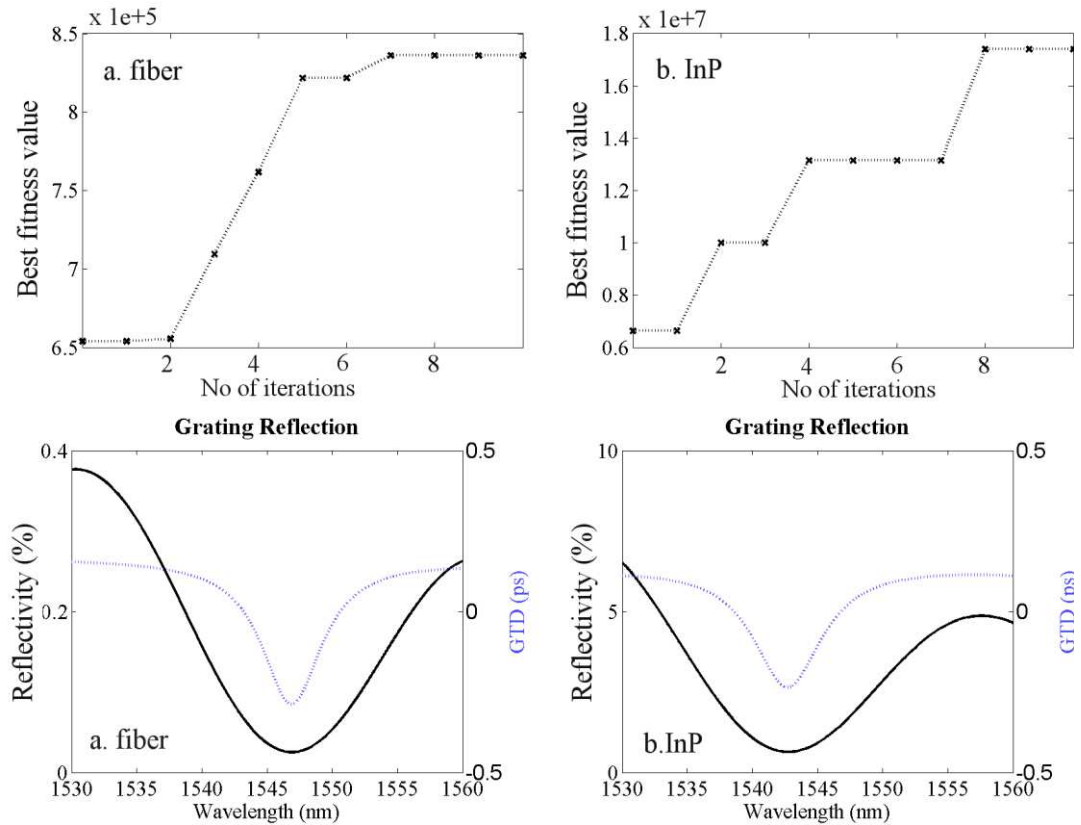 x 1e+5
8.5
8
7.5
7
6.5
a. fiber
Best fitness value
2
4
6
8
No of iterations
x 1e+7
1.8
1.6
1.4
1.2
1
0.8
0.6
b. InP
Best fitness value
2
4
6
8
No of iterations
Grating Reflection
0.4
0.2
0
Reflectivity (%)
0.5
0
-0.5
GTD (ps)
a. fiber
1530 1535 1540 1545 1550 1555 1560
Wavelength (nm)
Grating Reflection
10
5
0
Reflectivity (%)
0.5
0
-0.5
GTD (ps)
b.InP
1530 1535 1540 1545 1550 1555 1560
Wavelength (nm)